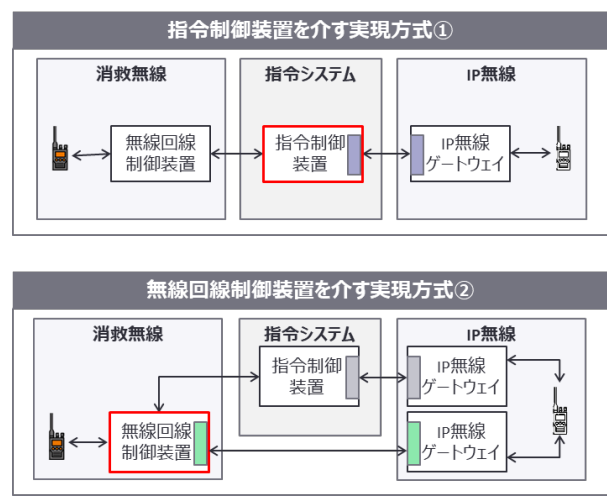 指令制御装置を介す実現方式①
消救無線
指令システム
IP無線
無線回線
制御装置
指令制御
装置
IP無線
ゲートウェイ
無線回線制御装置を介す実現方式②
消救無線
指令システム
IP無線
指令制御
装置
IP無線
ゲートウェイ
無線回線
制御装置
IP無線
ゲートウェイ